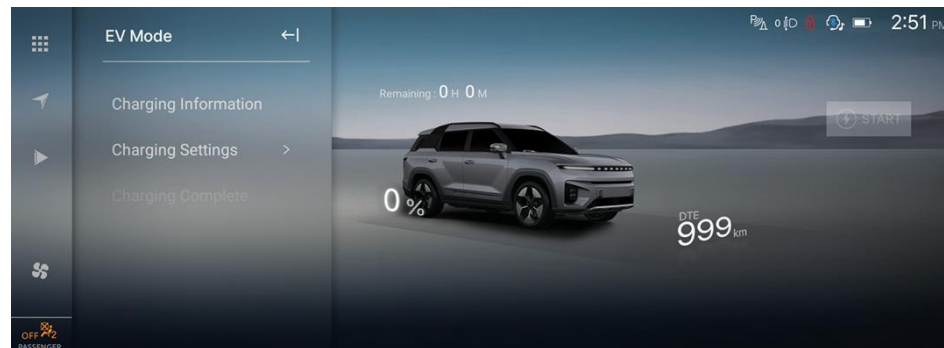 EV Mode
2:51 PM
Charging Information
Remaining : 0 H 0 M
START
Charging Settings
Charging Complete
0 %
DTE
999 km
OFF 2
PASSENGER